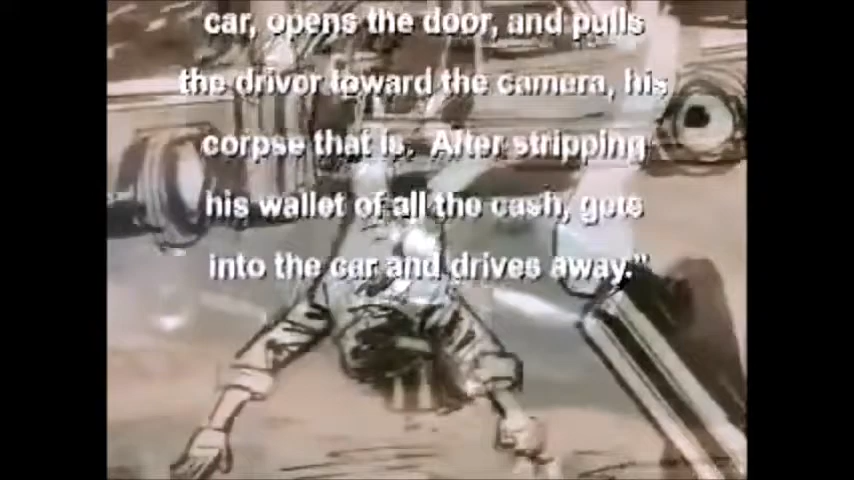 car, opens the door, and pulls
the drivor toward the camera, his
corpse that is. After stripping
his wallet of all the cash, gets
into the car and drives away."